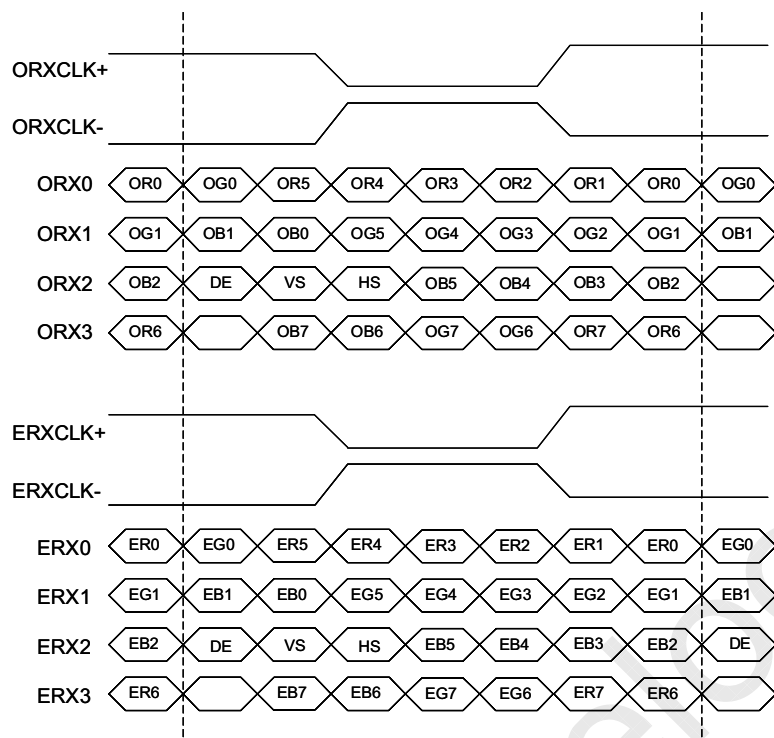 ORXCLK+
ORXCLK-
ORX0 OR0 OG0 OR5 OR4 OR3 OR2 OR1 OR0 OG0
ORX1 OG1 OB1 OB0 OG5 OG4 OG3 OG2 OG1 OB1
ORX2 OB2 DE VS HS OB5 OB4 OB3 OB2
ORX3 OR6 OB7 OB6 OG7 OG6 OR7 OR6
ERXCLK+
ERXCLK-
ERX0 ER0 EG0 ER5 ER4 ER3 ER2 ER1 ER0 EG0
ERX1 EG1 EB1 EB0 EG5 EG4 EG3 EG2 EG1 EB1
ERX2 EB2 DE VS HS EB5 EB4 EB3 EB2 DE
ERX3 ER6 EB7 EB6 EG7 EG6 ER7 ER6